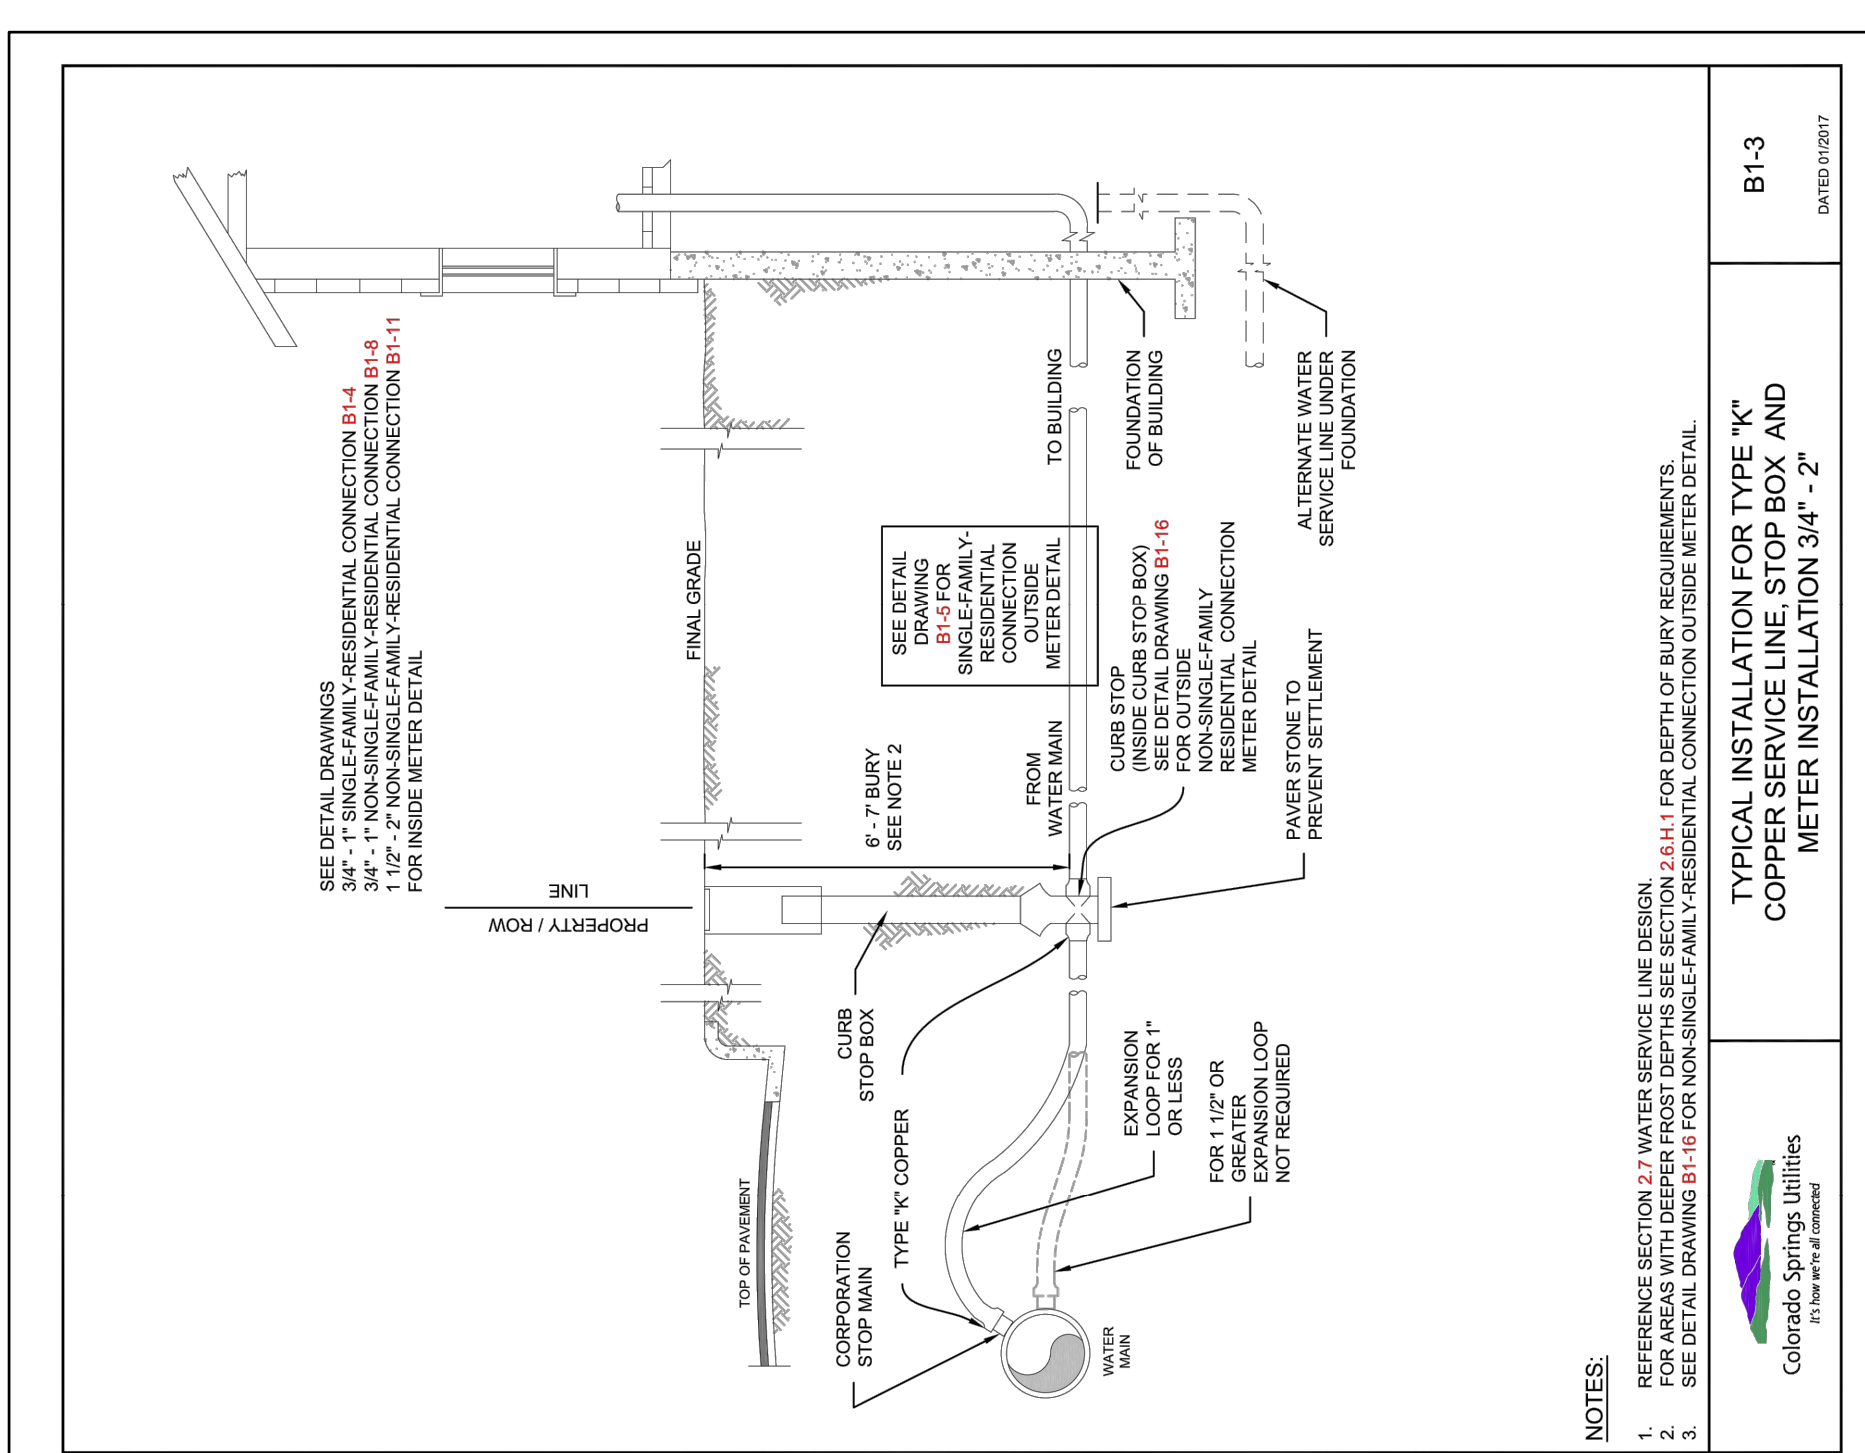 SEE DETAIL DRAWINGS
3/4" - 1" SINGLE-FAMILY-RESIDENTIAL CONNECTION B1-4
3/4" - 1" NON-SINGLE-FAMILY-RESIDENTIAL CONNECTION B1-8
1 1/2" - 2" NON-SINGLE-FAMILY-RESIDENTIAL CONNECTION B1-11
FOR INSIDE METER DETAIL
PROPERTY / ROW
LINE
FINAL GRADE
TOP OF PAVEMENT
CORPORATION
STOP MAIN
TYPE "K" COPPER
CURB
STOP BOX
6' - 7' BURY
SEE NOTE 2
SEE DETAIL
DRAWING
B1-5 FOR
SINGLE-FAMILY-
RESIDENTIAL
CONNECTION
OUTSIDE
METER DETAIL
FROM
WATER MAIN
TO BUILDING
WATER
MAIN
EXPANSION
LOOP FOR 1"
OR LESS
FOR 1 1/2" OR
GREATER
EXPANSION LOOP
NOT REQUIRED
CURB STOP
(INSIDE CURB STOP BOX)
SEE DETAIL DRAWING B1-16
FOR OUTSIDE
NON-SINGLE-FAMILY
RESIDENTIAL CONNECTION
METER DETAIL
PAVER STONE TO
PREVENT SETTLEMENT
FOUNDATION
OF BUILDING
ALTERNATE WATER
SERVICE LINE UNDER
FOUNDATION
NOTES:
1. REFERENCE SECTION 2.7 WATER SERVICE LINE DESIGN.
2. FOR AREAS WITH DEEPER FROST DEPTHS SEE SECTION 2.6.H.1 FOR DEPTH OF BURY REQUIREMENTS.
3. SEE DETAIL DRAWING B1-16 FOR NON-SINGLE-FAMILY-RESIDENTIAL CONNECTION OUTSIDE METER DETAIL.
Colorado Springs Utilities
It's how we're all connected
TYPICAL INSTALLATION FOR TYPE "K"
COPPER SERVICE LINE, STOP BOX AND
METER INSTALLATION 3/4" - 2"
B1-3
DATED 01/2017